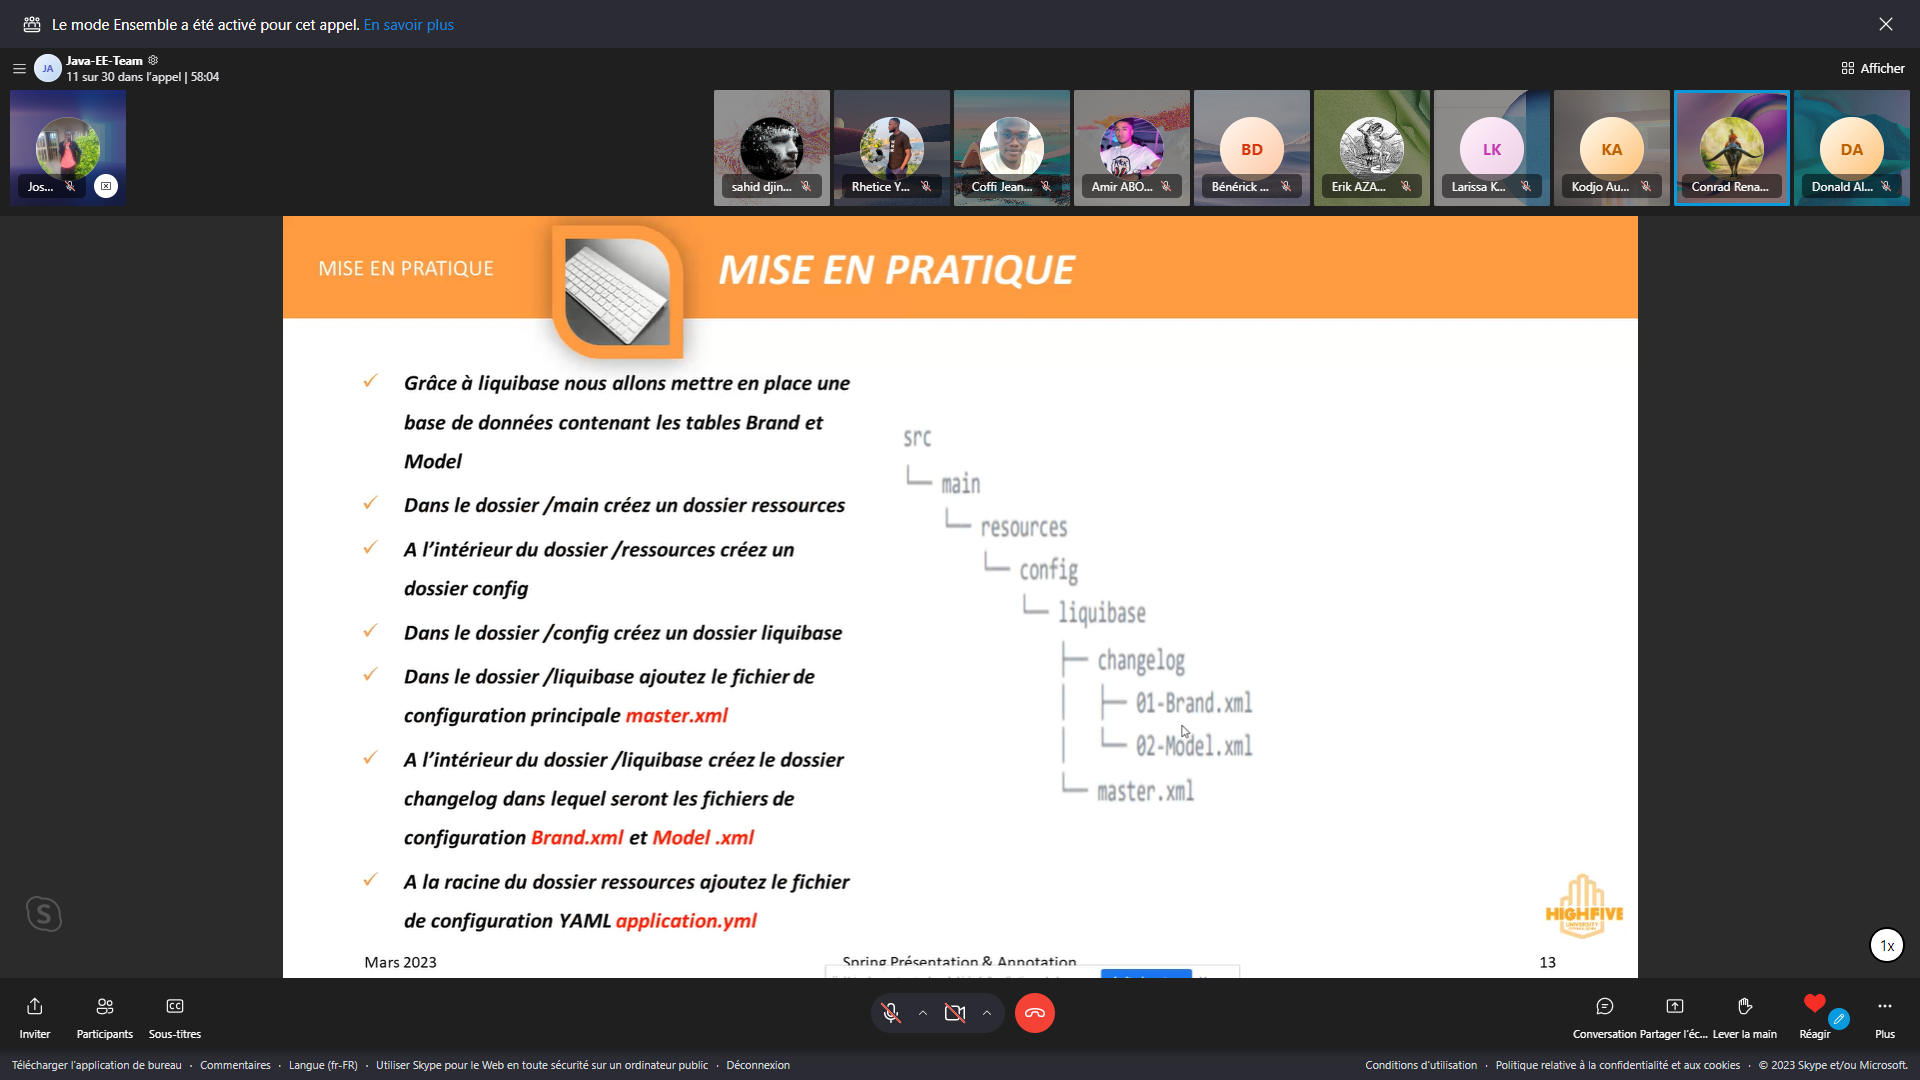 Le mode Ensemble a été activé pour cet appel. En savoir plus
JA
Java-EE-Team
11 sur 30 dans l'appel | 58:04
Afficher
Jos...
sahid djin...
Rhetice Y...
Coffi Jean...
Amir ABO...
BD
Bénérick ...
Erik AZA...
LK
Larissa K...
KA
Kodjo Au...
Conrad Rena...
DA
Donald Al...
MISE EN PRATIQUE
MISE EN PRATIQUE
Grâce à liquibase nous allons mettre en place une
base de données contenant les tables Brand et
Model
Dans le dossier /main créez un dossier ressources
A l'intérieur du dossier /ressources créez un
dossier config
Dans le dossier /config créez un dossier liquibase
Dans le dossier /liquibase ajoutez le fichier de
configuration principale master.xml
A l'intérieur du dossier /liquibase créez le dossier
changelog dans lequel seront les fichiers de
configuration Brand.xml et Model .xml
A la racine du dossier ressources ajoutez le fichier
de configuration YAML application.yml
src
└── main
└── resources
└── config
└── liquibase
├── changelog
│ ├── 01-Brand.xml
│ └── 02-Model.xml
└── master.xml
HIGHFIVE
UNIVERSITY
1x
Mars 2023
Spring Présentation & Annotation
13
Inviter
Participants
Sous-titres
Conversation
Partager l'éc...
Lever la main
Réagir
Plus
Télécharger l'application de bureau · Commentaires · Langue (fr-FR) · Utiliser Skype pour le Web en toute sécurité sur un ordinateur public · Déconnexion
Conditions d'utilisation · Politique relative à la confidentialité et aux cookies · © 2023 Skype et/ou Microsoft.